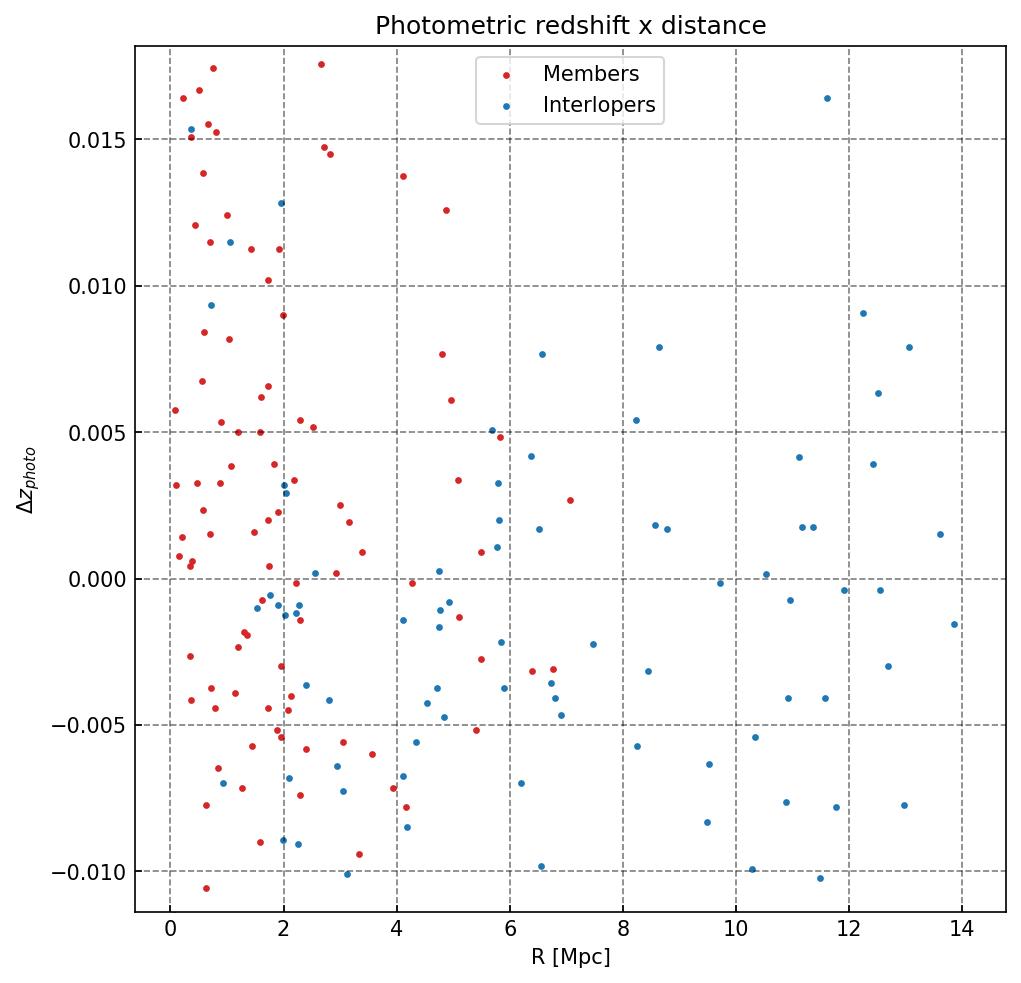 Photometric redshift x distance
Members
Interlopers
0.015
0.010
0.005
0.000
−0.005
−0.010
Δz_photo
0 2 4 6 8 10 12 14
R [Mpc]